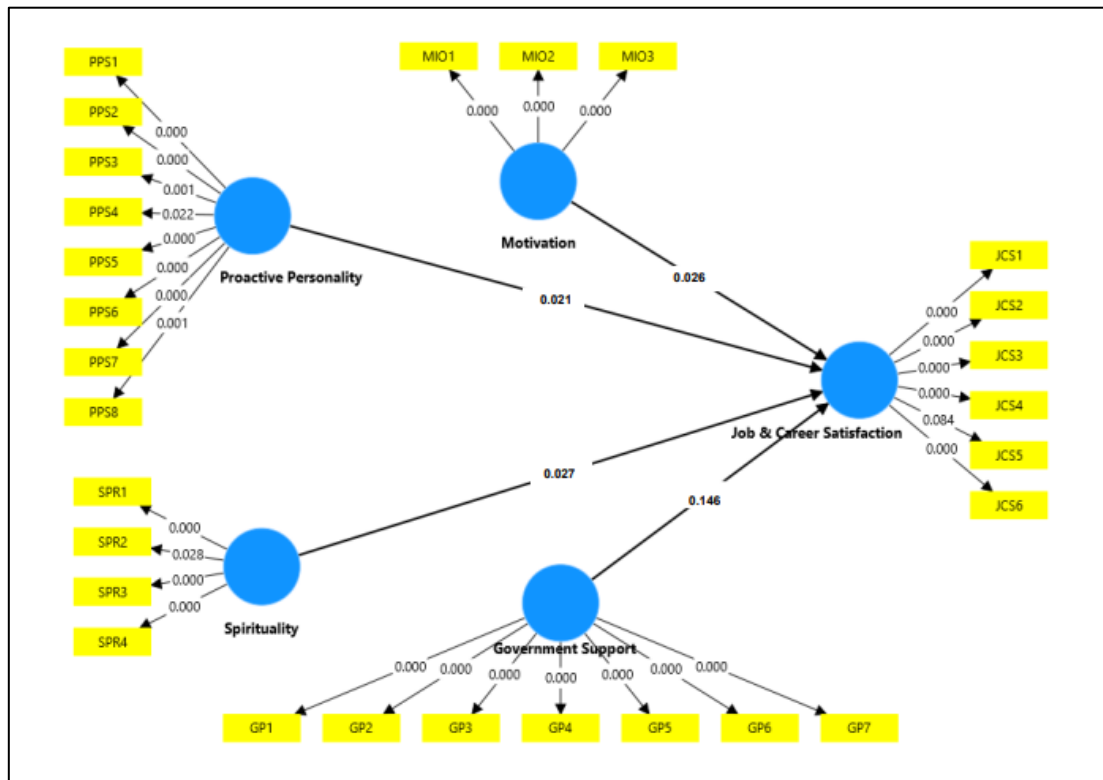 PPS1
PPS2
PPS3
PPS4
PPS5
PPS6
PPS7
PPS8
0.000
0.000
0.001
0.022
0.000
0.000
0.000
0.001
Proactive Personality
MIO1
MIO2
MIO3
0.000
0.000
0.000
Motivation
0.026
0.021
0.027
0.146
JCS1
JCS2
JCS3
JCS4
JCS5
JCS6
0.000
0.000
0.000
0.000
0.084
0.000
Job & Career Satisfaction
SPR1
SPR2
SPR3
SPR4
0.000
0.028
0.000
0.000
Spirituality
Government Support
0.000
0.000
0.000
0.000
0.000
0.000
0.000
GP1
GP2
GP3
GP4
GP5
GP6
GP7